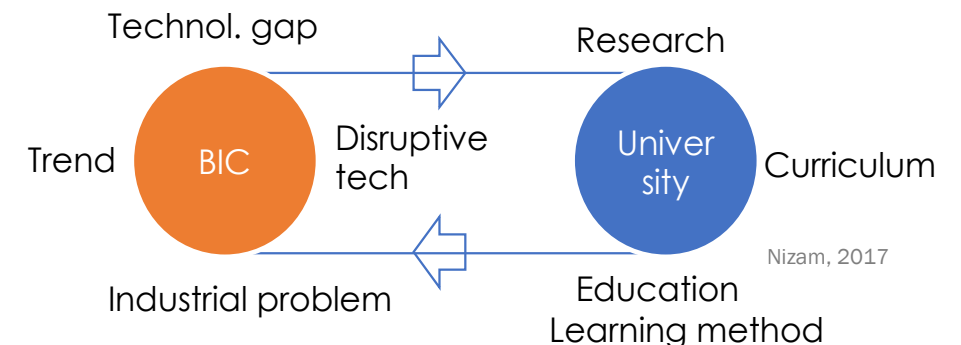 Technol. gap
Research
Trend
BIC
Disruptive
tech
Univer
sity
Curriculum
Nizam, 2017
Industrial problem
Education
Learning method